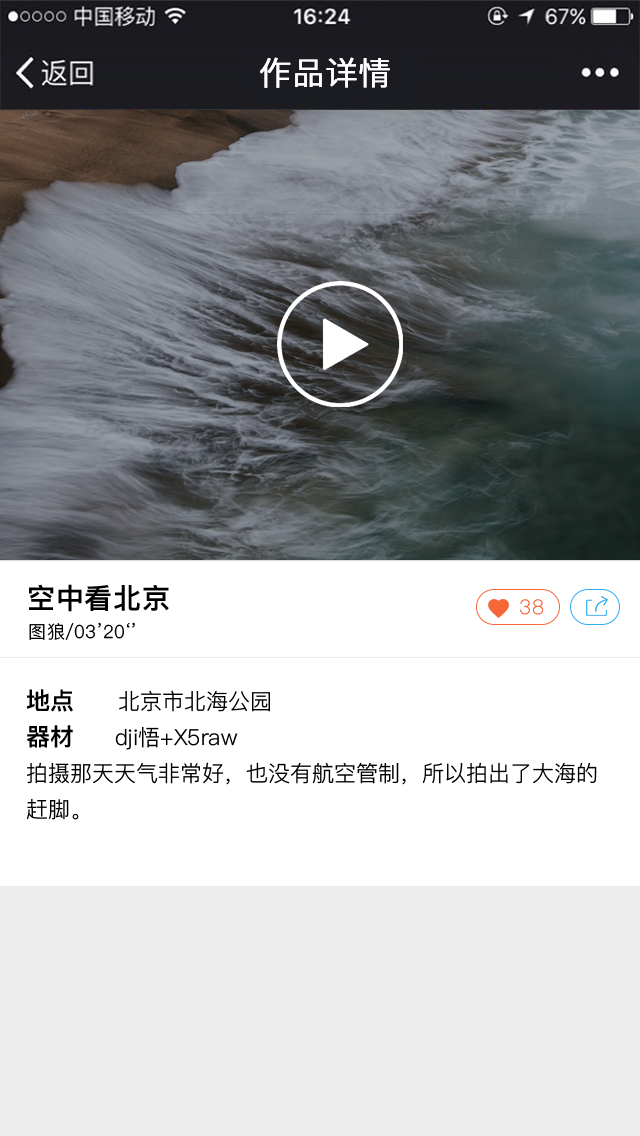 中国移动 16:24 67%
返回 作品详情
空中看北京
38
图狼/03’20‘’
地点 北京市北海公园
器材 dji悟+X5raw
拍摄那天天气非常好，也没有航空管制，所以拍出了大海的
赶脚。